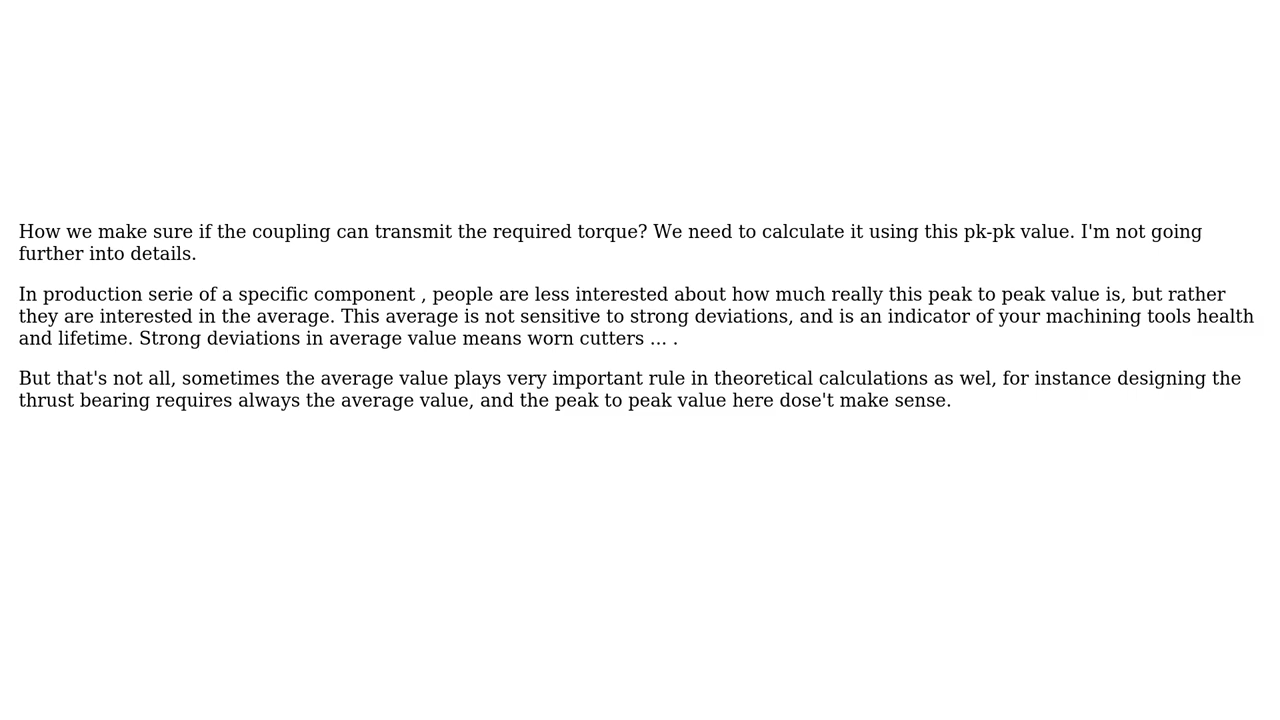 How we make sure if the coupling can transmit the required torque? We need to calculate it using this pk-pk value. I'm not going
further into details.
In production serie of a specific component , people are less interested about how much really this peak to peak value is, but rather
they are interested in the average. This average is not sensitive to strong deviations, and is an indicator of your machining tools health
and lifetime. Strong deviations in average value means worn cutters ... .
But that's not all, sometimes the average value plays very important rule in theoretical calculations as wel, for instance designing the
thrust bearing requires always the average value, and the peak to peak value here dose't make sense.